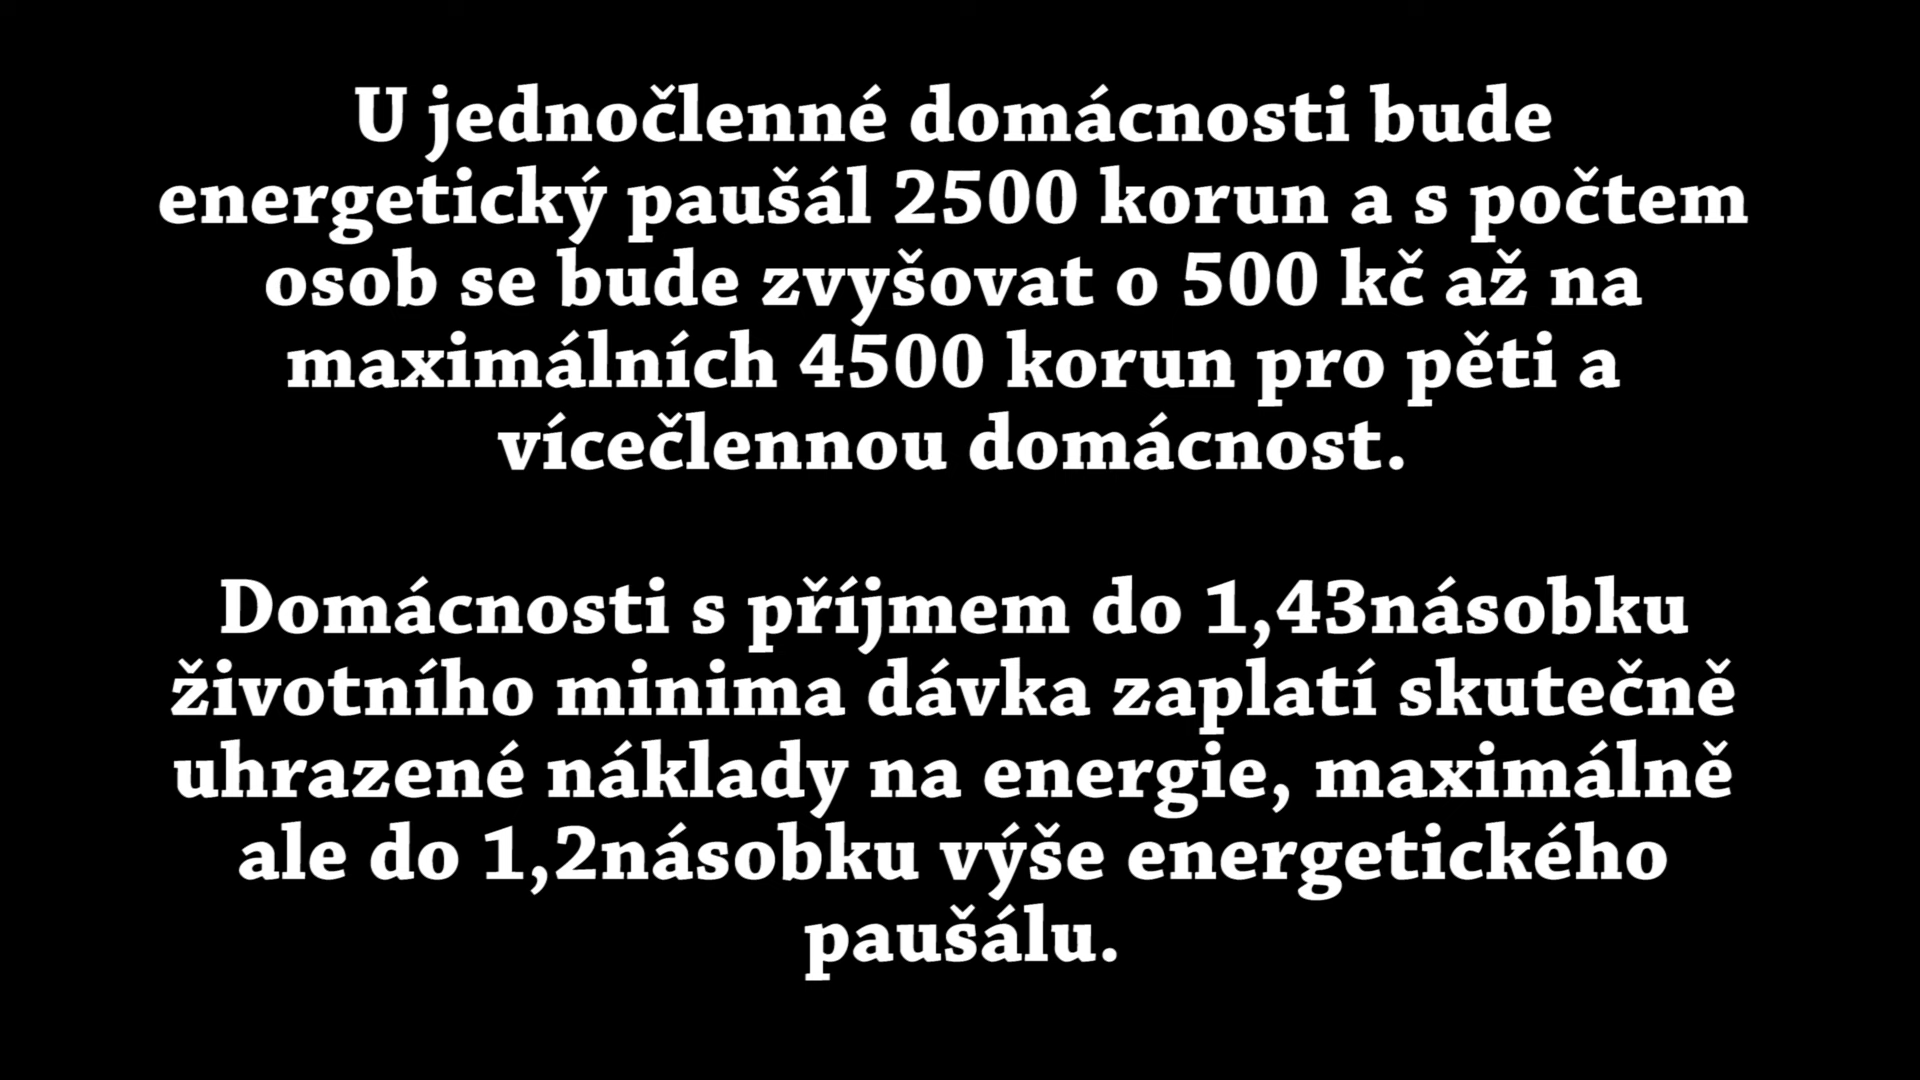 U jednočlenné domácnosti bude
energetický paušál 2500 korun a s počtem
osob se bude zvyšovat o 500 kč až na
maximálních 4500 korun pro pěti a
vícečlennou domácnost.
Domácnosti s příjmem do 1,43násobku
životního minima dávka zaplatí skutečně
uhrazené náklady na energie, maximálně
ale do 1,2násobku výše energetického
paušálu.